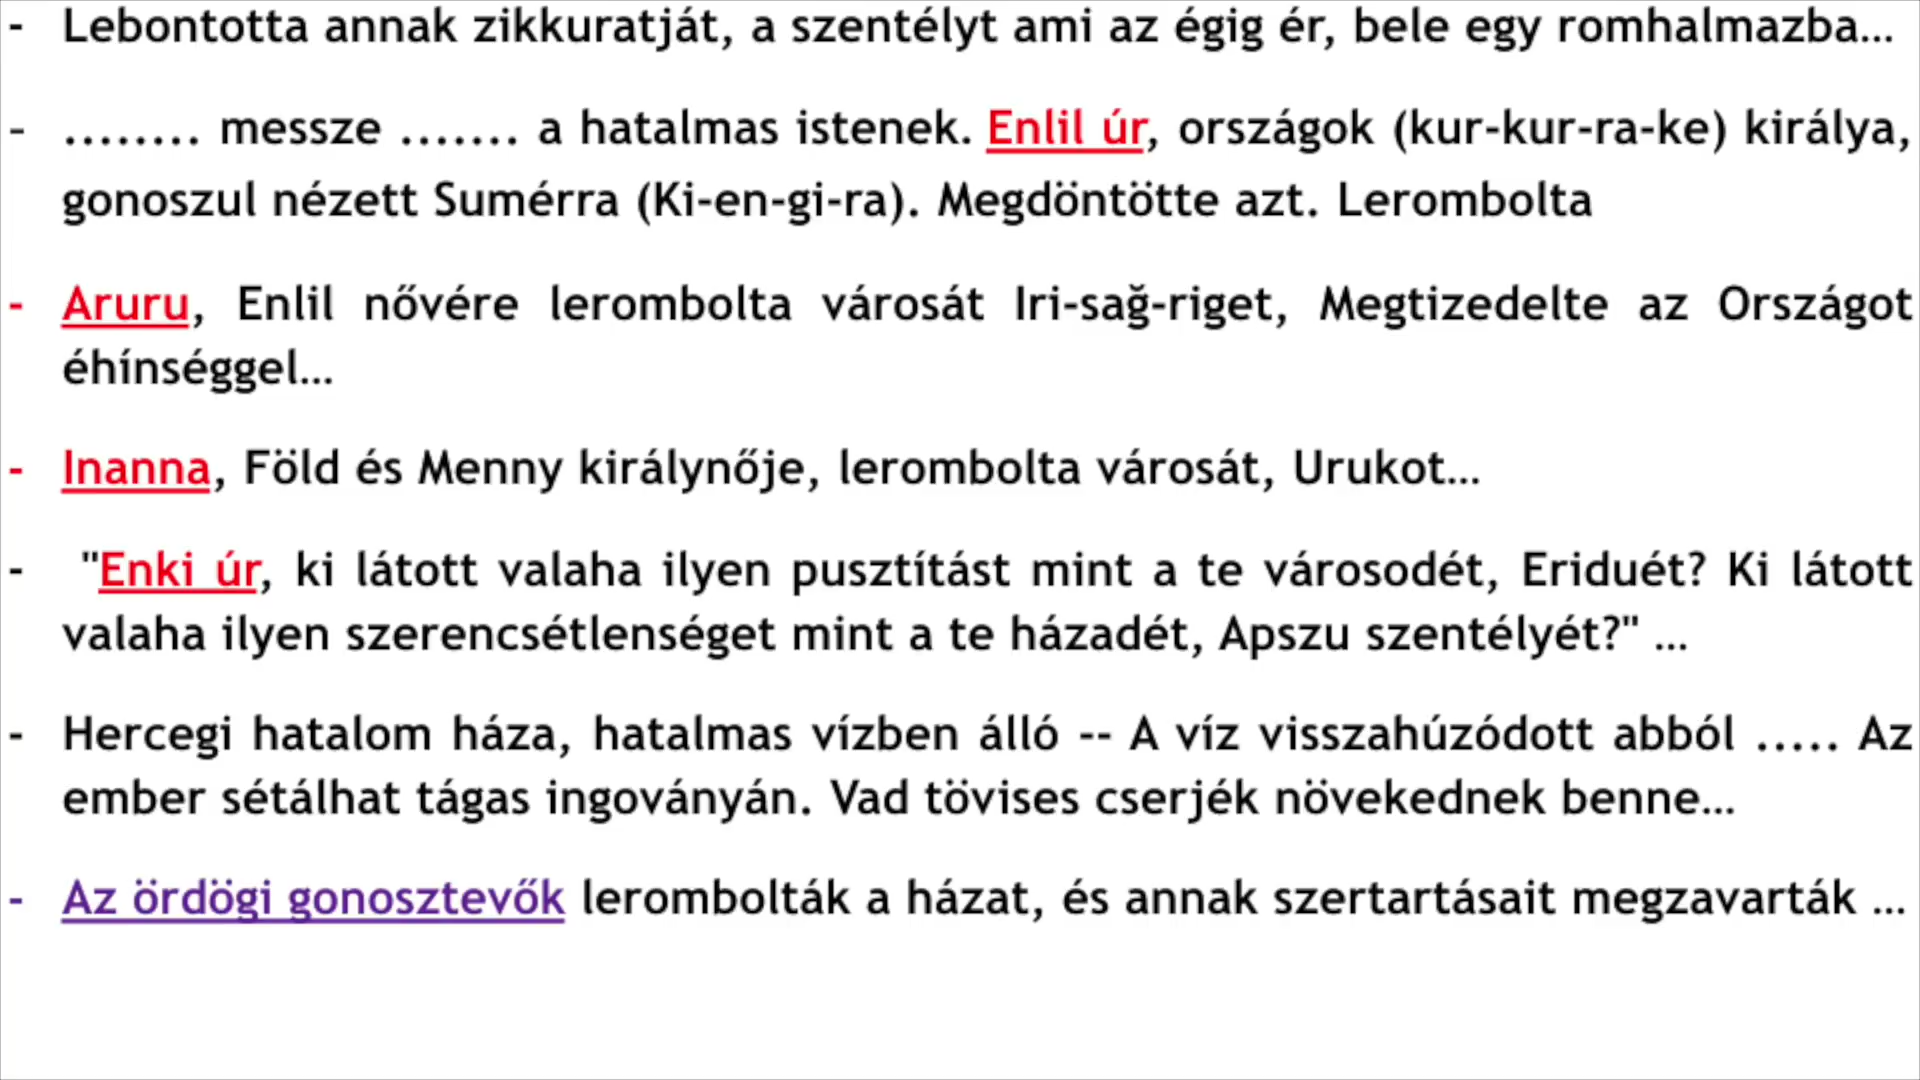 - Lebontotta annak zikkuratját, a szentélyt ami az égig ér, bele egy romhalmazba...
- ........ messze ....... a hatalmas istenek. Enlil úr, országok (kur-kur-ra-ke) királya,
gonoszul nézett Sumérra (Ki-en-gi-ra). Megdöntötte azt. Lerombolta
- Aruru, Enlil nővére lerombolta városát Iri-sağ-riget, Megtizedelte az Országot
éhínséggel...
- Inanna, Föld és Menny királynője, lerombolta városát, Urukot...
- "Enki úr, ki látott valaha ilyen pusztítást mint a te városodét, Eriduét? Ki látott
valaha ilyen szerencsétlenséget mint a te házadét, Apszu szentélyét?" ...
- Hercegi hatalom háza, hatalmas vízben álló -- A víz visszahúzódott abból ..... Az
ember sétálhat tágas ingoványán. Vad tövises cserjék növekednek benne...
- Az ördögi gonosztevők lerombolták a házat, és annak szertartásait megzavarták ...